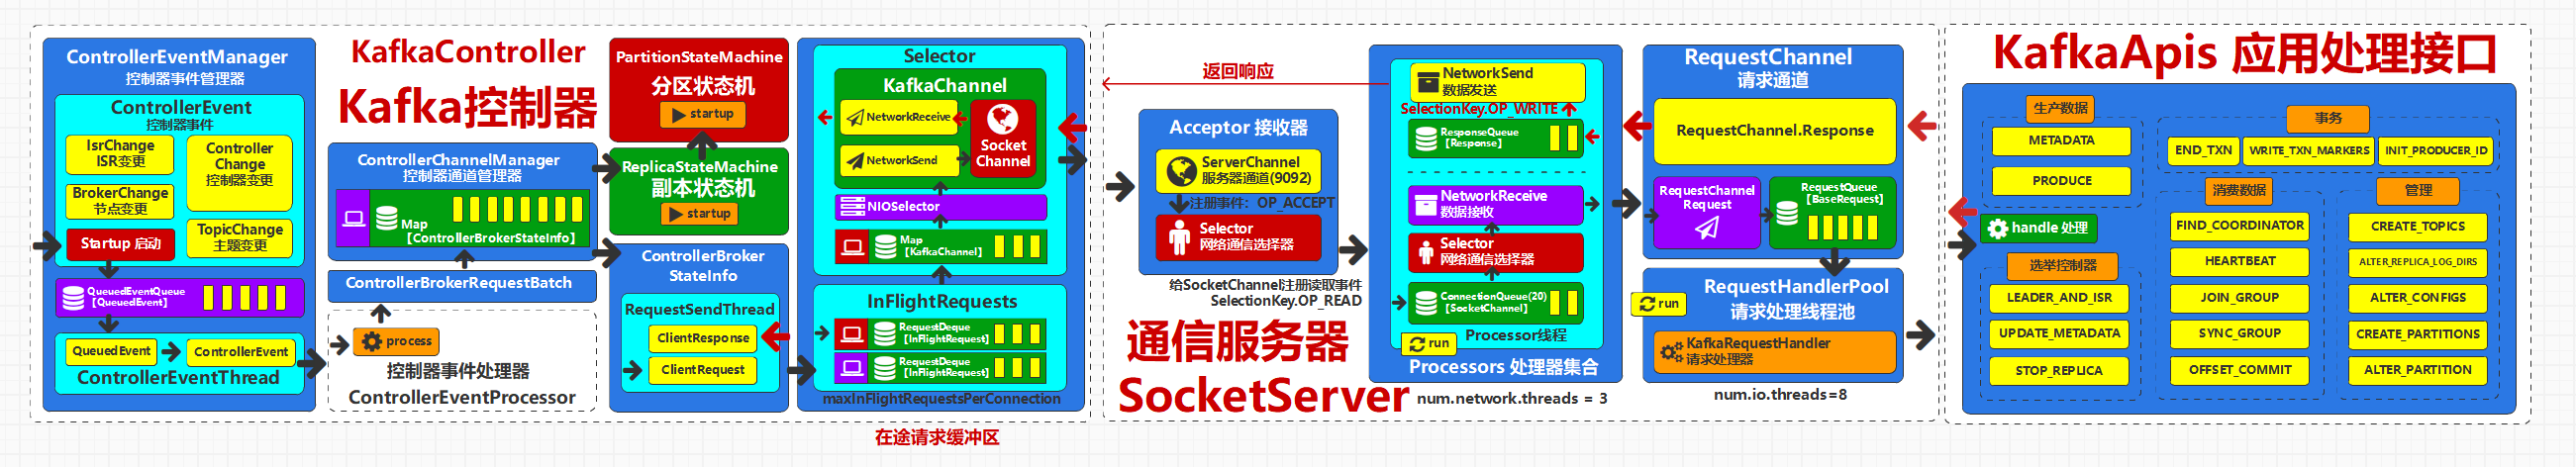 ControllerEventManager
控制器事件管理器
ControllerEvent
控制器事件
IsrChange
ISR变更
Controller
Change
控制器变更
BrokerChange
节点变更
TopicChange
主题变更
Startup 启动
QueuedEventQueue
【QueuedEvent】
QueuedEvent
ControllerEvent
ControllerEventThread
KafkaController
Kafka控制器
ControllerChannelManager
控制器通道管理器
Map
【ControllerBrokerStateInfo】
ControllerBrokerRequestBatch
process
控制器事件处理器
ControllerEventProcessor
PartitionStateMachine
分区状态机
startup
ReplicaStateMachine
副本状态机
startup
ControllerBroker
StateInfo
RequestSendThread
ClientResponse
ClientRequest
Selector
KafkaChannel
NetworkReceive
NetworkSend
Socket
Channel
NIOSelector
Map
【KafkaChannel】
InFlightRequests
RequestDeque
【InFlightRequest】
RequestDeque
【InFlightRequest】
maxInFlightRequestsPerConnection
在途请求缓冲区
返回响应
Acceptor 接收器
ServerChannel
服务器通道(9092)
注册事件：OP_ACCEPT
Selector
网络通信选择器
给SocketChannel注册读取事件
SelectionKey.OP_READ
通信服务器
SocketServer
NetworkSend
数据发送
SelectionKey.OP_WRITE
ResponseQueue
【Response】
NetworkReceive
数据接收
Selector
网络通信选择器
ConnectionQueue(20)
【SocketChannel】
Processor线程
run
Processors 处理器集合
num.network.threads = 3
RequestChannel
请求通道
RequestChannel.Response
RequestChannel
Request
RequestQueue
【BaseRequest】
RequestHandlerPool
请求处理线程池
run
KafkaRequestHandler
请求处理器
num.io.threads=8
KafkaApis 应用处理接口
生产数据
METADATA
PRODUCE
handle 处理
选举控制器
LEADER_AND_ISR
UPDATE_METADATA
STOP_REPLICA
事务
END_TXN
WRITE_TXN_MARKERS
INIT_PRODUCER_ID
消费数据
FIND_COORDINATOR
HEARTBEAT
JOIN_GROUP
SYNC_GROUP
OFFSET_COMMIT
管理
CREATE_TOPICS
ALTER_REPLICA_LOG_DIRS
ALTER_CONFIGS
CREATE_PARTITIONS
ALTER_PARTITION